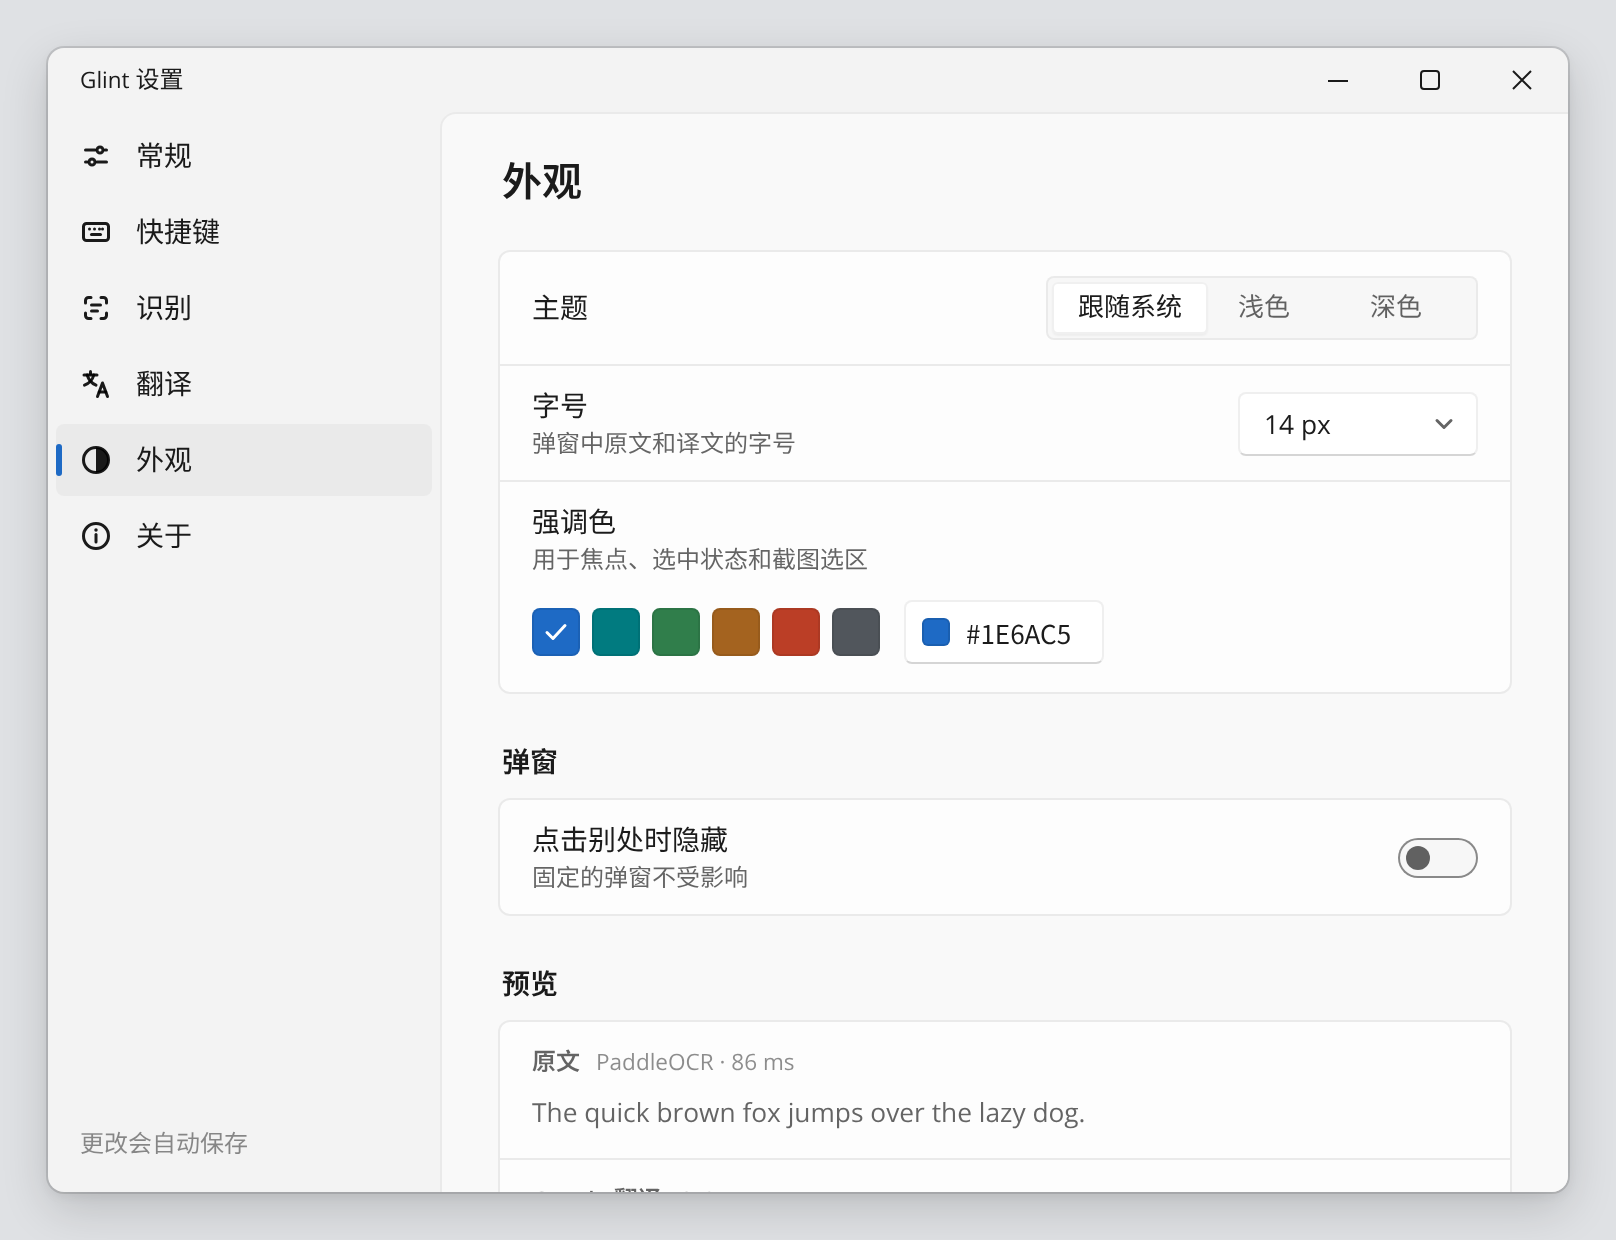 Glint 设置
常规
快捷键
识别
翻译
外观
关于
更改会自动保存
外观
主题
跟随系统 浅色 深色
字号
弹窗中原文和译文的字号
14 px
强调色
用于焦点、选中状态和截图选区
#1E6AC5
弹窗
点击别处时隐藏
固定的弹窗不受影响
预览
原文 PaddleOCR · 86 ms
The quick brown fox jumps over the lazy dog.
翻译